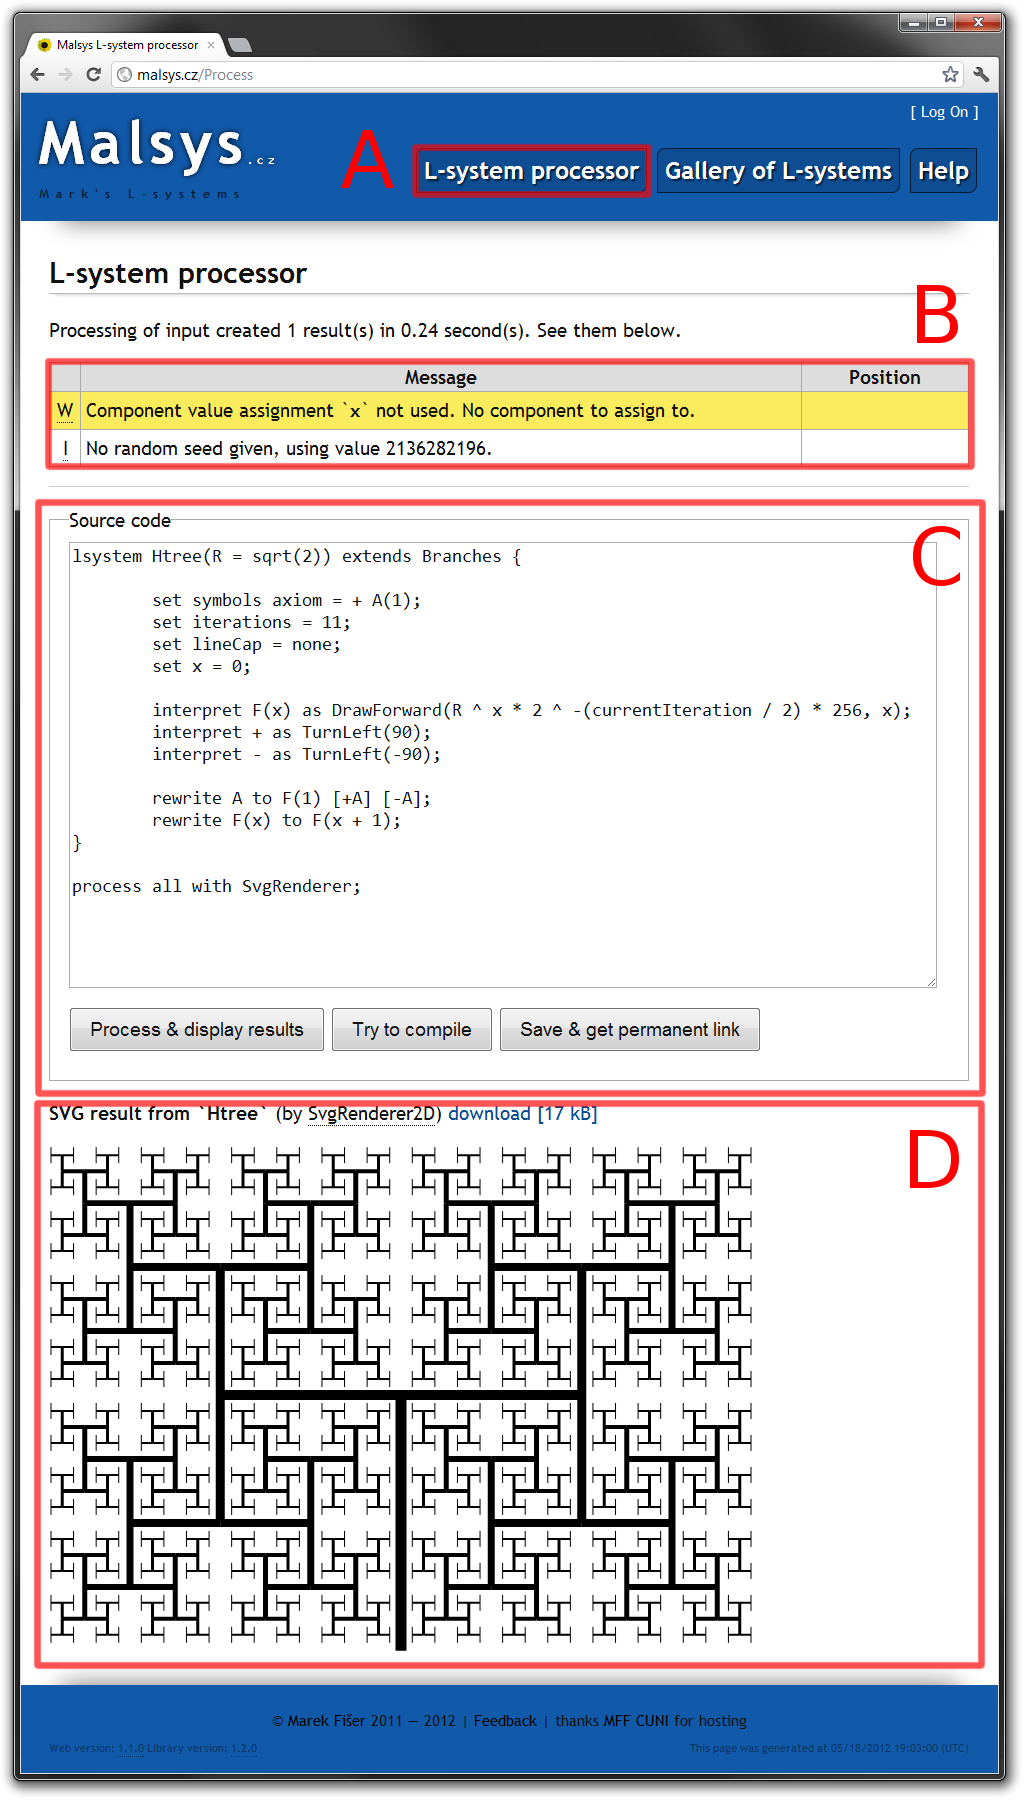 Malsys L-system processor
malsys.cz/Process
[ Log On ]
Malsys.cz
Mark's L-systems
A
L-system processor
Gallery of L-systems
Help
L-system processor
B
Processing of input created 1 result(s) in 0.24 second(s). See them below.
Message Position
W Component value assignment `x` not used. No component to assign to.
I No random seed given, using value 2136282196.
Source code
C
lsystem Htree(R = sqrt(2)) extends Branches {
set symbols axiom = + A(1);
set iterations = 11;
set lineCap = none;
set x = 0;
interpret F(x) as DrawForward(R ^ x * 2 ^ -(currentIteration / 2) * 256, x);
interpret + as TurnLeft(90);
interpret - as TurnLeft(-90);
rewrite A to F(1) [+A] [-A];
rewrite F(x) to F(x + 1);
}
process all with SvgRenderer;
Process & display results
Try to compile
Save & get permanent link
SVG result from `Htree` (by SvgRenderer2D) download [17 kB]
D
© Marek Fišer 2011 — 2012 | Feedback | thanks MFF CUNI for hosting
Web version: 1.1.0 Library version: 1.2.0
This page was generated at 05/18/2012 19:03:00 (UTC)